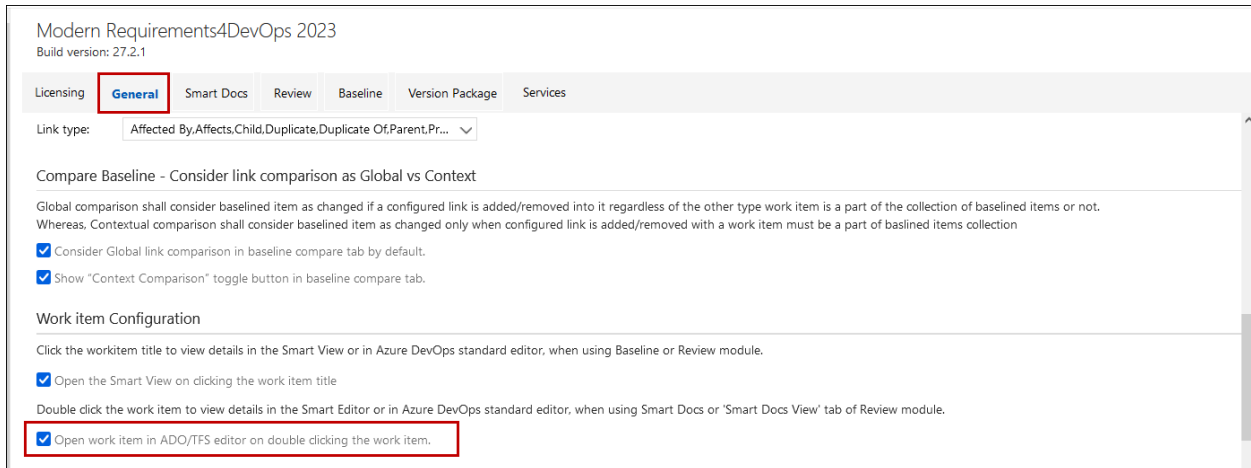 Modern Requirements4DevOps 2023
Build version: 27.2.1
Licensing General Smart Docs Review Baseline Version Package Services
Link type: Affected By,Affects,Child,Duplicate,Duplicate Of,Parent,Pr...
Compare Baseline - Consider link comparison as Global vs Context
Global comparison shall consider baselined item as changed if a configured link is added/removed into it regardless of the other type work item is a part of the collection of baselined items or not.
Whereas, Contextual comparison shall consider baselined item as changed only when configured link is added/removed with a work item must be a part of baslined items collection
Consider Global link comparison in baseline compare tab by default.
Show "Context Comparison" toggle button in baseline compare tab.
Work item Configuration
Click the workitem title to view details in the Smart View or in Azure DevOps standard editor, when using Baseline or Review module.
Open the Smart View on clicking the work item title
Double click the work item to view details in the Smart Editor or in Azure DevOps standard editor, when using Smart Docs or 'Smart Docs View' tab of Review module.
Open work item in ADO/TFS editor on double clicking the work item.